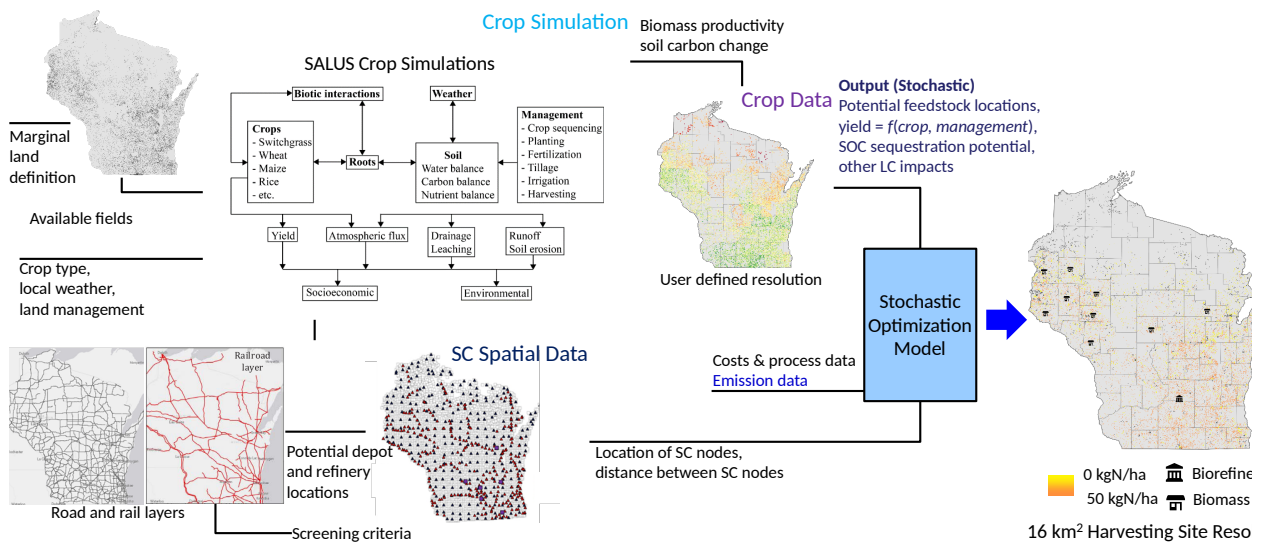 Crop Simulation
Biomass productivity
soil carbon change
SALUS Crop Simulations
Biotic interactions
Weather
Crops
- Switchgrass
- Wheat
- Maize
- Rice
- etc.
Roots
Soil
Water balance
Carbon balance
Nutrient balance
Management
- Crop sequencing
- Planting
- Fertilization
- Tillage
- Irrigation
- Harvesting
Yield
Atmospheric flux
Drainage
Leaching
Runoff
Soil erosion
Socioeconomic
Environmental
Marginal
land
definition
Available fields
Crop type,
local weather,
land management
Crop Data
User defined resolution
Output (Stochastic)
Potential feedstock locations,
yield = f(crop, management),
SOC sequestration potential,
other LC impacts
Stochastic
Optimization
Model
Costs & process data
Emission data
Railroad
layer
SC Spatial Data
Potential depot
and refinery
locations
Road and rail layers
Screening criteria
Location of SC nodes,
distance between SC nodes
0 kgN/ha
50 kgN/ha
Biorefine
Biomass
16 km² Harvesting Site Reso